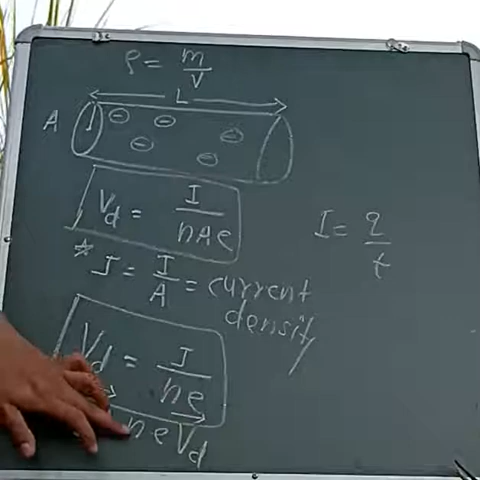 ρ = m/V
L
A
V_d = I/nAe
I = q/t
* J = I/A = current density
V_d = J/ne
neV_d